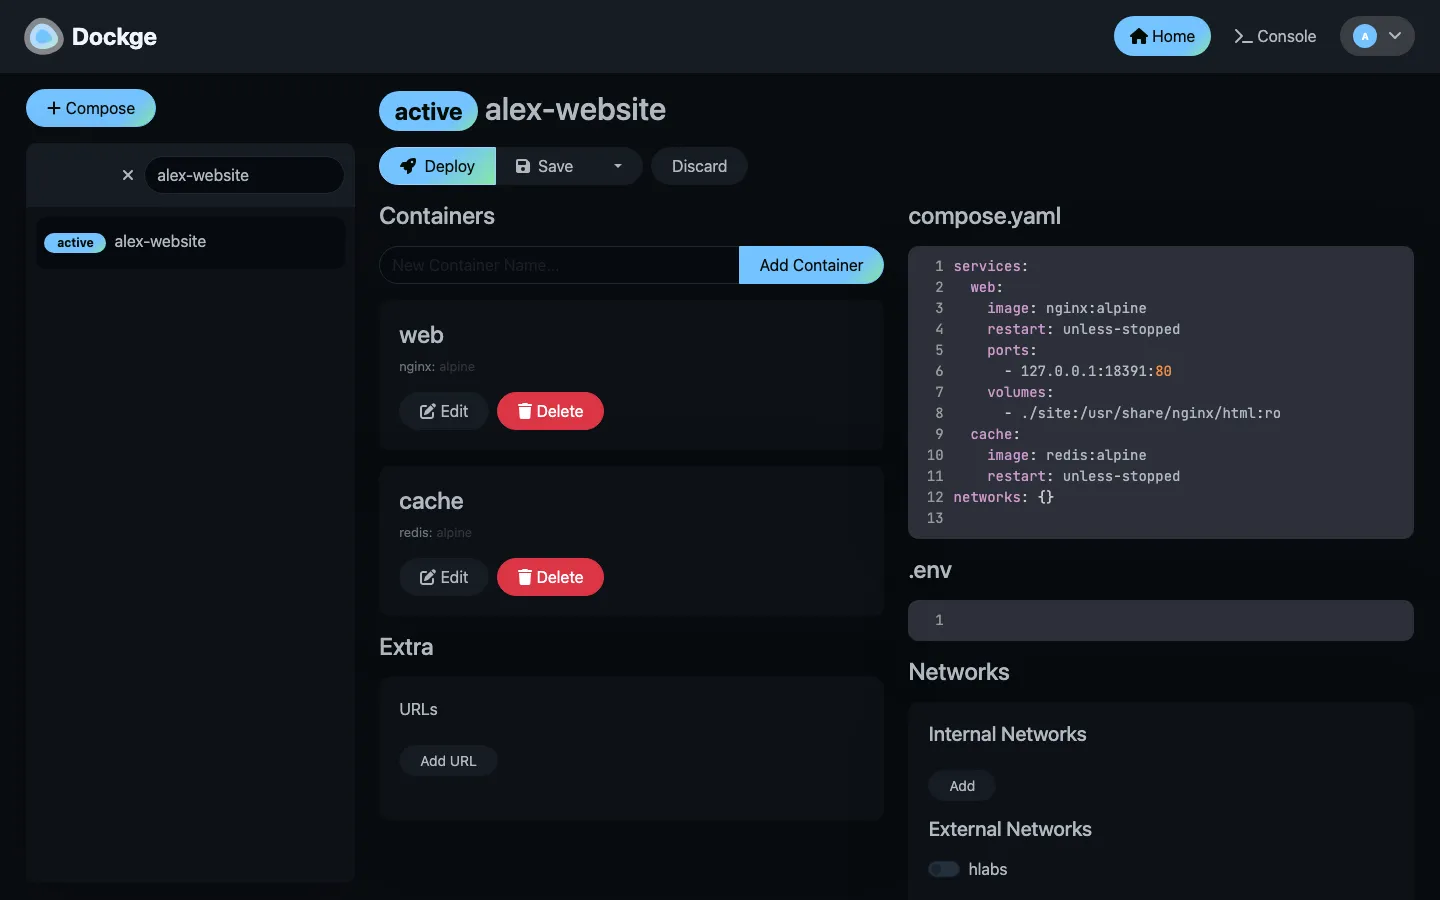 Dockge
Home
Console
A
Compose
alex-website
active alex-website
active alex-website
Deploy
Save
Discard
Containers
New Container Name...
Add Container
web
nginx: alpine
Edit
Delete
cache
redis: alpine
Edit
Delete
Extra
URLs
Add URL
compose.yaml
1 services:
2   web:
3     image: nginx:alpine
4     restart: unless-stopped
5     ports:
6       - 127.0.0.1:18391:80
7     volumes:
8       - ./site:/usr/share/nginx/html:ro
9   cache:
10     image: redis:alpine
11     restart: unless-stopped
12 networks: {}
13
.env
1
Networks
Internal Networks
Add
External Networks
hlabs